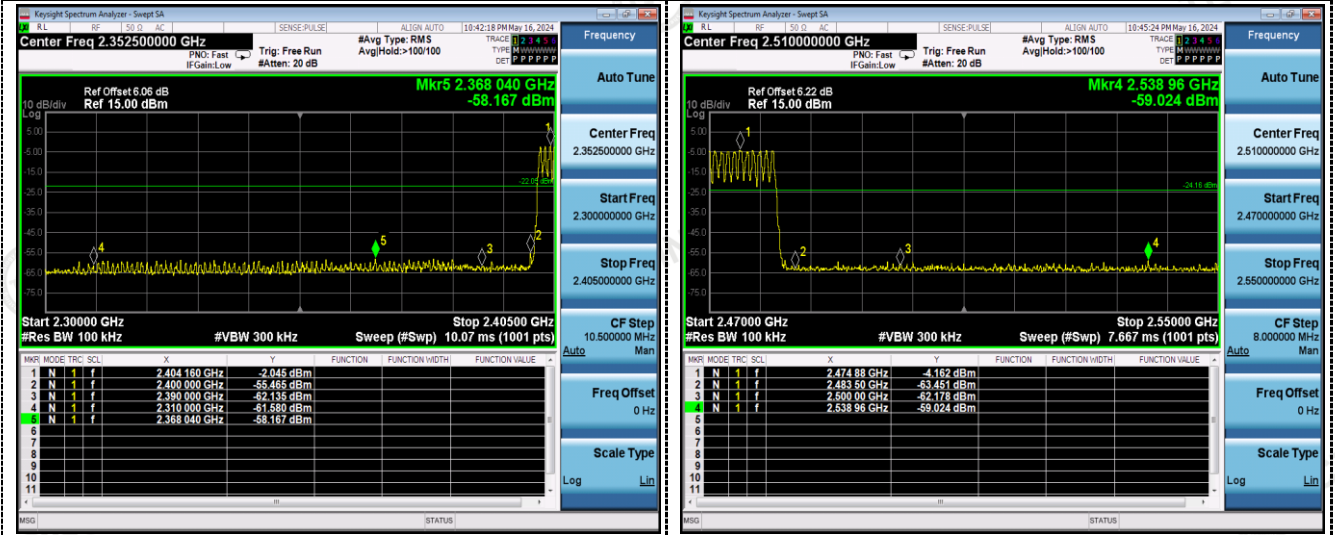 Keysight Spectrum Analyzer - Swept SA
RL RF 50 Ω AC SENSE:PULSE ALIGN AUTO 10:42:18 PM May 16, 2024
Center Freq 2.352500000 GHz
PNO: Fast
IFGain:Low
Trig: Free Run
#Atten: 20 dB
#Avg Type: RMS
Avg|Hold:>100/100
TRACE 1 2 3 4 5 6
TYPE M W W W W W
DET P P P P P P
Frequency
Mkr5 2.368 040 GHz
-58.167 dBm
Ref Offset 6.06 dB
10 dB/div Ref 15.00 dBm
Log
5.00
-5.00
-15.0
-25.0
-35.0
-45.0
-55.0
-65.0
-75.0
-22.05 dBm
1
2
3
4
5
Start 2.30000 GHz Stop 2.40500 GHz
#Res BW 100 kHz #VBW 300 kHz Sweep (#Swp) 10.07 ms (1001 pts)
MKR MODE TRC SCL X Y FUNCTION FUNCTION WIDTH FUNCTION VALUE
1 N 1 f 2.404 160 GHz -2.045 dBm
2 N 1 f 2.400 000 GHz -55.465 dBm
3 N 1 f 2.390 000 GHz -62.135 dBm
4 N 1 f 2.310 000 GHz -61.580 dBm
5 N 1 f 2.368 040 GHz -58.167 dBm
6
7
8
9
10
11
MSG STATUS
Auto Tune
Center Freq
2.352500000 GHz
Start Freq
2.300000000 GHz
Stop Freq
2.405000000 GHz
CF Step
10.500000 MHz
Auto Man
Freq Offset
0 Hz
Scale Type
Log Lin
Keysight Spectrum Analyzer - Swept SA
RL RF 50 Ω AC SENSE:PULSE ALIGN AUTO 10:45:24 PM May 16, 2024
Center Freq 2.510000000 GHz
PNO: Fast
IFGain:Low
Trig: Free Run
#Atten: 20 dB
#Avg Type: RMS
Avg|Hold:>100/100
TRACE 1 2 3 4 5 6
TYPE M W W W W W
DET P P P P P P
Frequency
Mkr4 2.538 96 GHz
-59.024 dBm
Ref Offset 6.22 dB
10 dB/div Ref 15.00 dBm
Log
5.00
-5.00
-15.0
-25.0
-35.0
-45.0
-55.0
-65.0
-75.0
-24.16 dBm
1
2
3
4
Start 2.47000 GHz Stop 2.55000 GHz
#Res BW 100 kHz #VBW 300 kHz Sweep (#Swp) 7.667 ms (1001 pts)
MKR MODE TRC SCL X Y FUNCTION FUNCTION WIDTH FUNCTION VALUE
1 N 1 f 2.474 88 GHz -4.162 dBm
2 N 1 f 2.483 50 GHz -63.451 dBm
3 N 1 f 2.500 00 GHz -62.178 dBm
4 N 1 f 2.538 96 GHz -59.024 dBm
5
6
7
8
9
10
11
MSG STATUS
Auto Tune
Center Freq
2.510000000 GHz
Start Freq
2.470000000 GHz
Stop Freq
2.550000000 GHz
CF Step
8.000000 MHz
Auto Man
Freq Offset
0 Hz
Scale Type
Log Lin